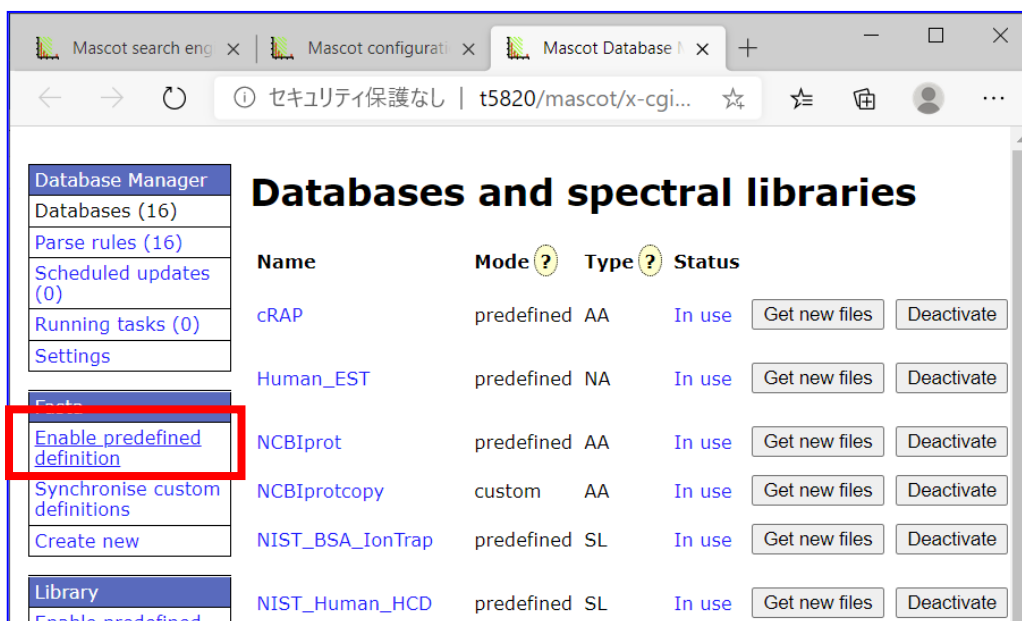 Mascot search eng
Mascot configurati
Mascot Database
セキュリティ保護なし | t5820/mascot/x-cgi...
Database Manager
Databases (16)
Parse rules (16)
Scheduled updates
(0)
Running tasks (0)
Settings
Fasta
Enable predefined
definition
Synchronise custom
definitions
Create new
Library
Enable predefined
Databases and spectral libraries
Name Mode ? Type ? Status
cRAP predefined AA In use Get new files Deactivate
Human_EST predefined NA In use Get new files Deactivate
NCBIprot predefined AA In use Get new files Deactivate
NCBIprotcopy custom AA In use Get new files Deactivate
NIST_BSA_IonTrap predefined SL In use Get new files Deactivate
NIST_Human_HCD predefined SL In use Get new files Deactivate